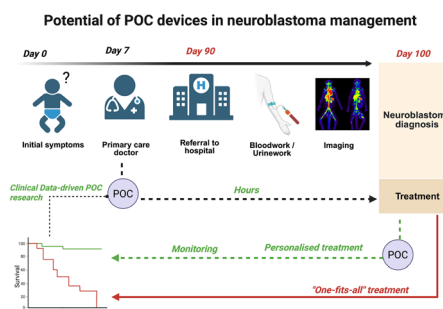 Potential of POC devices in neuroblastoma management
Day 0
Day 7
Day 90
Day 100
?
H
Initial symptoms
Primary care
doctor
Referral to
hospital
Bloodwork /
Urinework
Imaging
Neuroblastom
diagnosis
Clinical Data-driven POC
research
POC
Hours
Treatment
Monitoring
Personalised treatment
POC
Survival
"One-fits-all" treatment